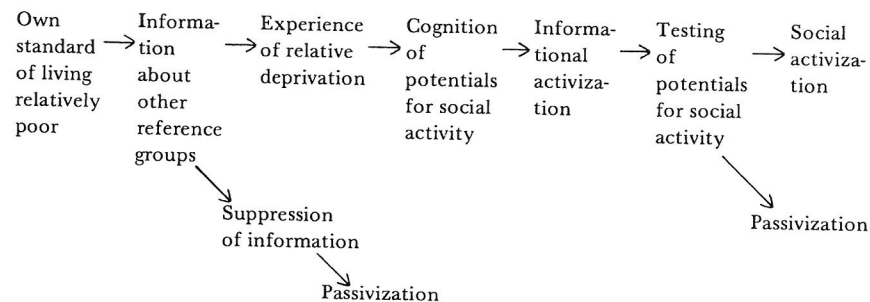 Own
standard
of living
relatively
poor
Informa-
tion
about
other
reference
groups
Experience
of relative
deprivation
Cognition
of
potentials
for social
activity
Informa-
tional
activiza-
tion
Testing
of
potentials
for social
activity
Social
activiza-
tion
Suppression
of information
Passivization
Passivization